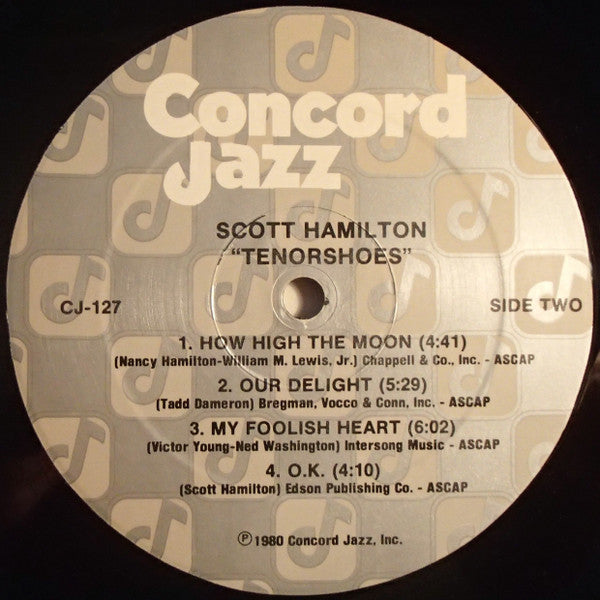 Concord
Jazz
SCOTT HAMILTON
"TENORSHOES"
CJ-127
SIDE TWO
1. HOW HIGH THE MOON (4:41)
(Nancy Hamilton-William M. Lewis, Jr.) Chappell & Co., Inc. - ASCAP
2. OUR DELIGHT (5:29)
(Tadd Dameron) Bregman, Vocco & Conn, Inc. - ASCAP
3. MY FOOLISH HEART (6:02)
(Victor Young-Ned Washington) Intersong Music - ASCAP
4. O.K. (4:10)
(Scott Hamilton) Edson Publishing Co. - ASCAP
℗ 1980 Concord Jazz, Inc.